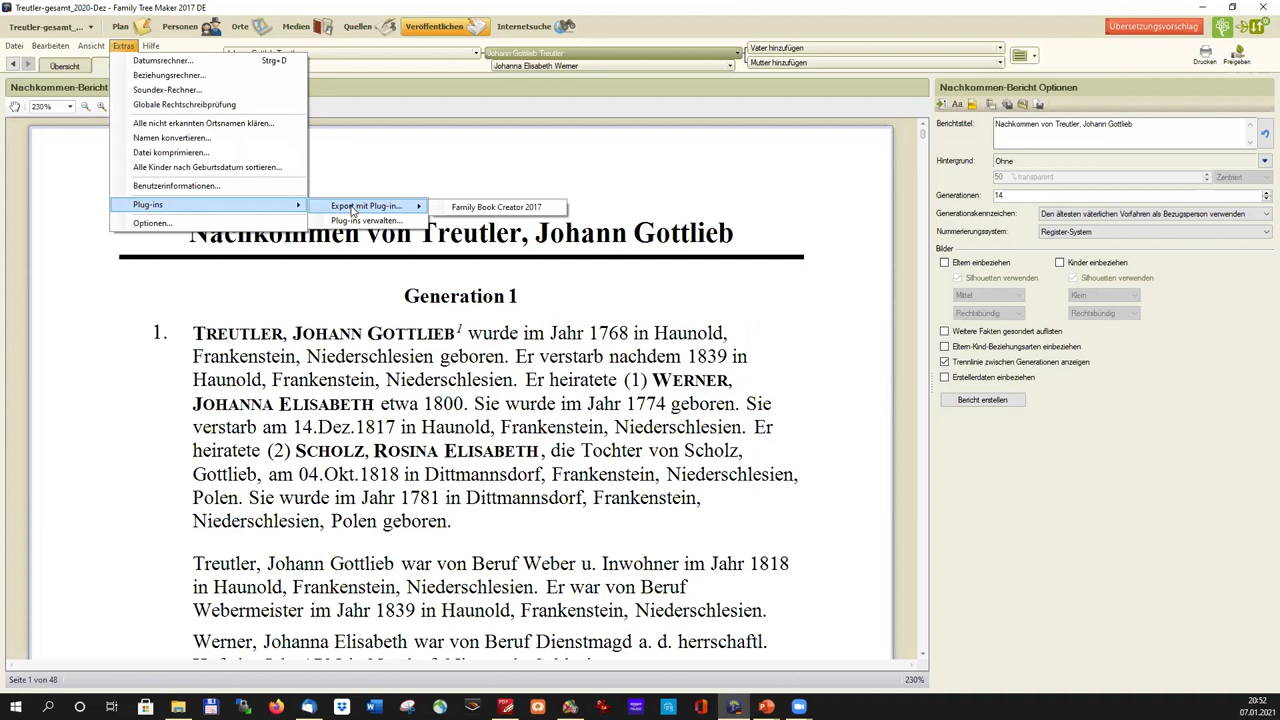 Treutler-gesamt_2020-Dez - Family Tree Maker 2017 DE
Treutler-gesamt_2020-... Plan Personen Orte Medien Quellen Veröffentlichen Internetsuche Übersetzungsvorschlag
Datei Bearbeiten Ansicht Extras Hilfe
Johann Gottlieb Treutler
Johanna Elisabeth Werner
Vater hinzufügen
Mutter hinzufügen
Drucken Freigeben
Übersicht
Datumsrechner... Strg+D
Beziehungsrechner...
Soundex-Rechner...
Globale Rechtschreibprüfung
Alle nicht erkannten Ortsnamen klären...
Namen konvertieren...
Datei komprimieren...
Alle Kinder nach Geburtsdatum sortieren...
Benutzerinformationen...
Plug-ins
Optionen...
Export mit Plug-in...
Plug-ins verwalten...
Family Book Creator 2017
Nachkommen-Bericht
230%
Nachkommen von Treutler, Johann Gottlieb
Generation 1
1. TREUTLER, JOHANN GOTTLIEB1 wurde im Jahr 1768 in Haunold,
Frankenstein, Niederschlesien geboren. Er verstarb nachdem 1839 in
Haunold, Frankenstein, Niederschlesien. Er heiratete (1) WERNER,
JOHANNA ELISABETH etwa 1800. Sie wurde im Jahr 1774 geboren. Sie
verstarb am 14.Dez.1817 in Haunold, Frankenstein, Niederschlesien. Er
heiratete (2) SCHOLZ, ROSINA ELISABETH, die Tochter von Scholz,
Gottlieb, am 04.Okt.1818 in Dittmannsdorf, Frankenstein, Niederschlesien,
Polen. Sie wurde im Jahr 1781 in Dittmannsdorf, Frankenstein,
Niederschlesien, Polen geboren.
Treutler, Johann Gottlieb war von Beruf Weber u. Inwohner im Jahr 1818
in Haunold, Frankenstein, Niederschlesien. Er war von Beruf
Webermeister im Jahr 1839 in Haunold, Frankenstein, Niederschlesien.
Werner, Johanna Elisabeth war von Beruf Dienstmagd a. d. herrschaftl.
Seite 1 von 48
230%
Nachkommen-Bericht Optionen
Berichtstitel: Nachkommen von Treutler, Johann Gottlieb
Hintergrund: Ohne
50 % transparent Zentriert
Generationen: 14
Generationskennzeichen: Den ältesten väterlichen Vorfahren als Bezugsperson verwenden
Nummerierungssystem: Register-System
Bilder
Eltern einbeziehen Kinder einbeziehen
Silhouetten verwenden Silhouetten verwenden
Mittel Klein
Rechtsbündig Rechtsbündig
Weitere Fakten gesondert auflisten
Eltern-Kind-Beziehungsarten einbeziehen
Trennlinie zwischen Generationen anzeigen
Erstellerdaten einbeziehen
Bericht erstellen
20:52
07.01.2021